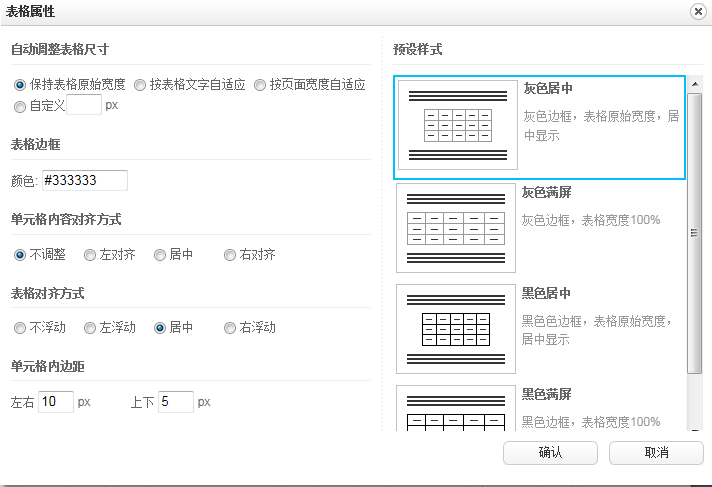 表格属性
自动调整表格尺寸
保持表格原始宽度 按表格文字自适应 按页面宽度自适应
自定义 px
表格边框
颜色: #333333
单元格内容对齐方式
不调整 左对齐 居中 右对齐
表格对齐方式
不浮动 左浮动 居中 右浮动
单元格内边距
左右 10 px 上下 5 px
预设样式
灰色居中
灰色边框，表格原始宽度，居
中显示
灰色满屏
灰色边框，表格宽度100%
黑色居中
黑色色边框，表格原始宽度，
居中显示
黑色满屏
黑色边框，表格宽度100%
确认 取消